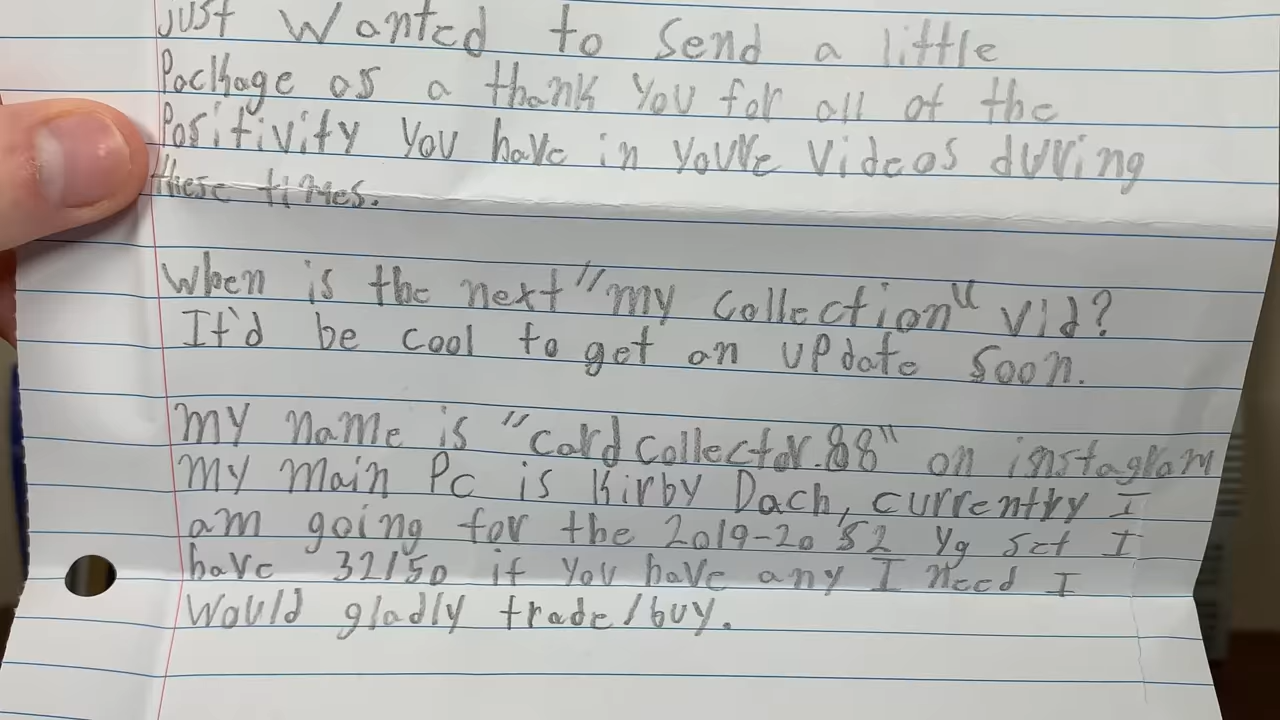 Just Wanted to Send a little
Package as a thank you for all of the
Positivity you have in youre Videos during
these times.
When is the next "my collection" vid?
It'd be cool to get an update soon.
My name is "cardcollector.88" on instagram
My main Pc is Kirby Dach, currently I
am going for the 2019-20 S2 Yg set I
have 32/50 if you have any I need I
Would gladly trade/buy.